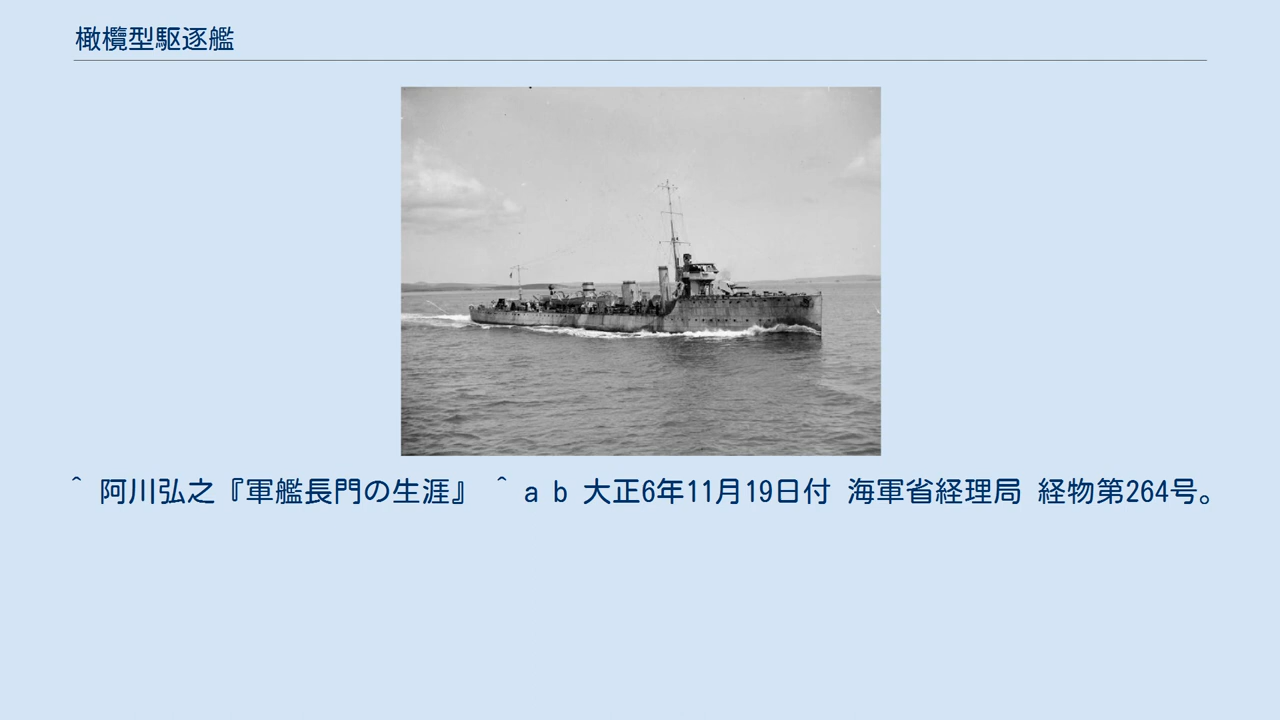 橄欖型駆逐艦
^ 阿川弘之『軍艦長門の生涯』 ^ a b 大正6年11月19日付 海軍省経理局 経物第264号。